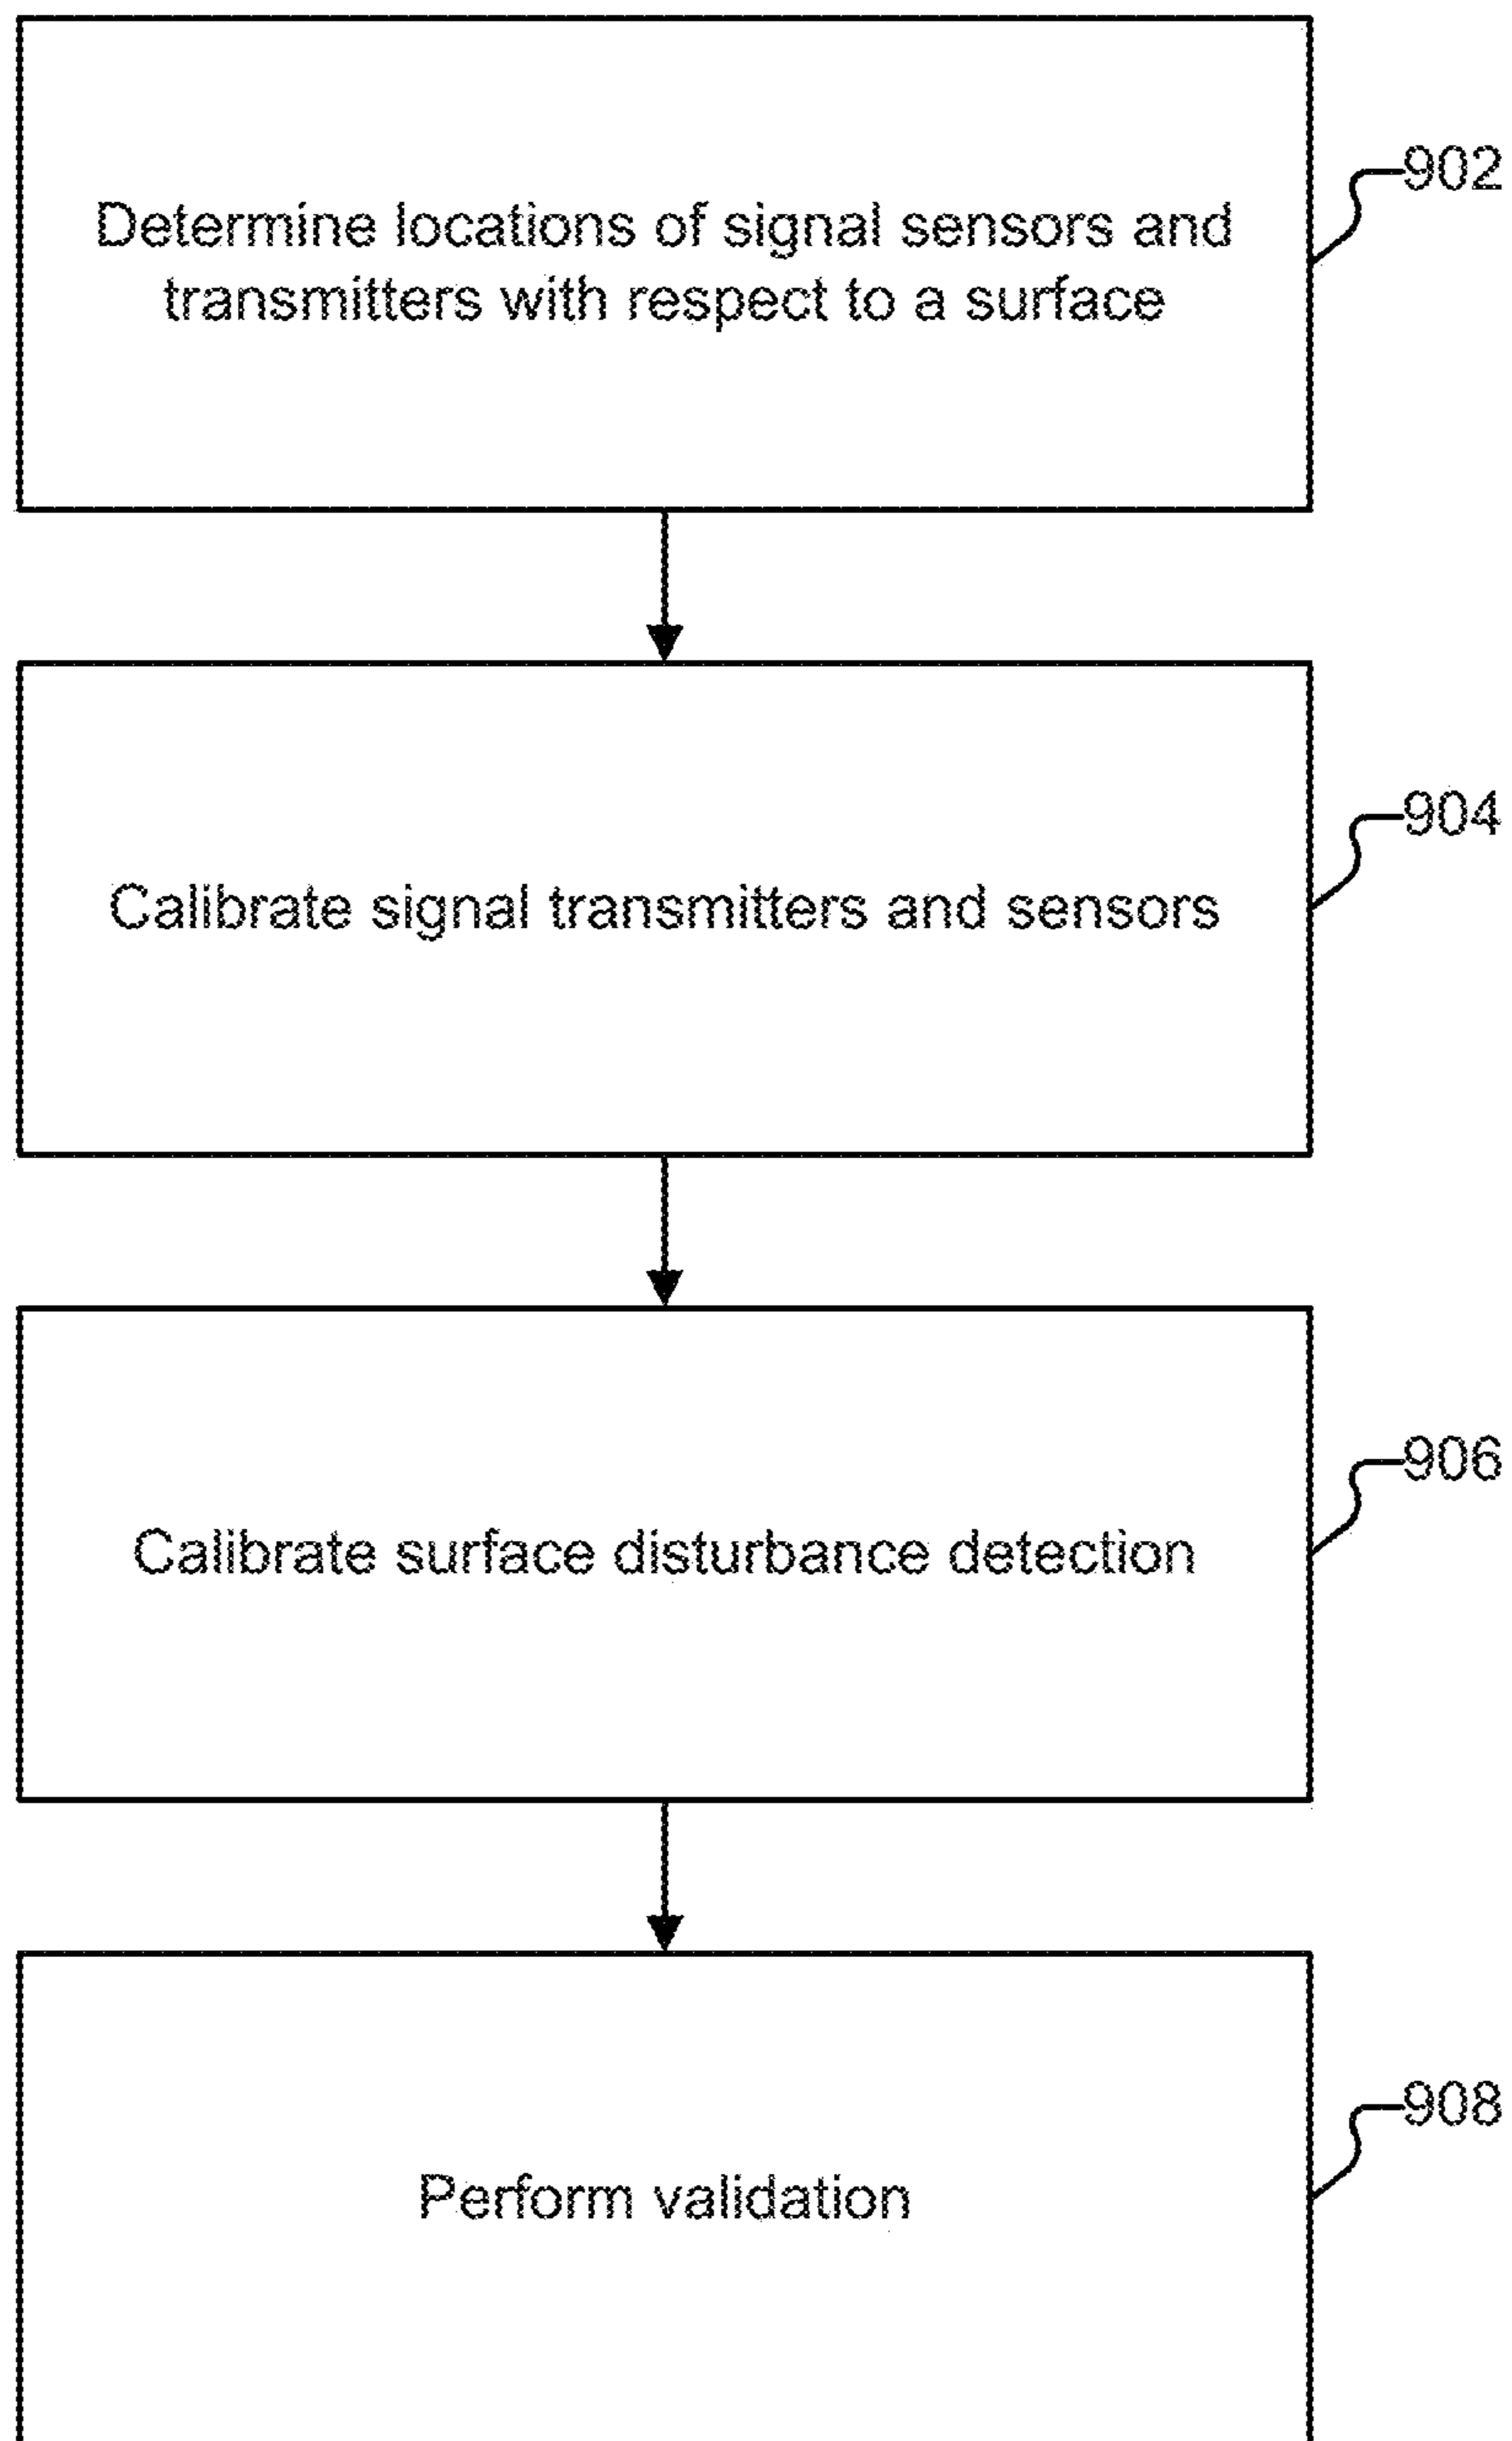 902
Determine locations of signal sensors and
transmitters with respect to a surface
904
Calibrate signal transmitters and sensors
906
Calibrate surface disturbance detection
908
Perform validation